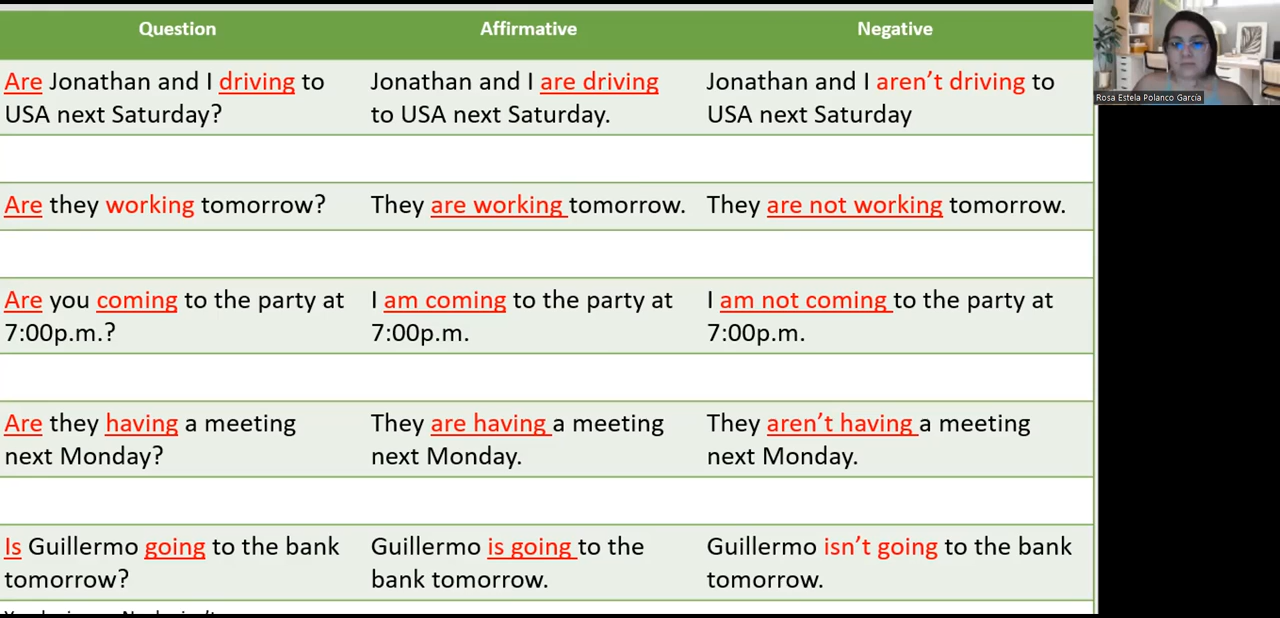 Question Affirmative Negative
Are Jonathan and I driving to
USA next Saturday?
Jonathan and I are driving
to USA next Saturday.
Jonathan and I aren't driving to
USA next Saturday
Are they working tomorrow?
They are working tomorrow.
They are not working tomorrow.
Are you coming to the party at
7:00p.m.?
I am coming to the party at
7:00p.m.
I am not coming to the party at
7:00p.m.
Are they having a meeting
next Monday?
They are having a meeting
next Monday.
They aren't having a meeting
next Monday.
Is Guillermo going to the bank
tomorrow?
Guillermo is going to the
bank tomorrow.
Guillermo isn't going to the bank
tomorrow.
Rosa Estela Polanco García